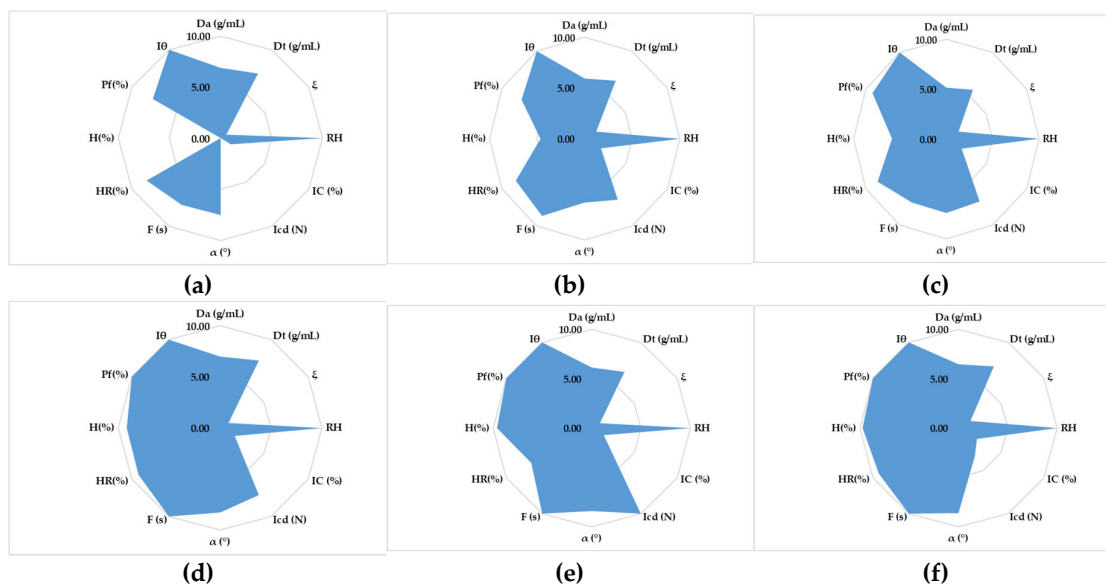 Da (g/mL)
10.00
Dt (g/mL)
Iθ
ξ
Pf(%)
5.00
H(%)
0.00
RH
HR(%)
IC (%)
F (s)
Icd (N)
α (°)
(a)
Da (g/mL)
10.00
Dt (g/mL)
Iθ
ξ
Pf(%)
5.00
H(%)
0.00
RH
HR(%)
IC (%)
F (s)
Icd (N)
α (°)
(b)
Da (g/mL)
10.00
Dt (g/mL)
Iθ
ξ
Pf(%)
5.00
H(%)
0.00
RH
HR(%)
IC (%)
F (s)
Icd (N)
α (°)
(c)
Da (g/mL)
10.00
Dt (g/mL)
Iθ
ξ
Pf(%)
5.00
H(%)
0.00
RH
HR(%)
IC (%)
F (s)
Icd (N)
α (°)
(d)
Da (g/mL)
10.00
Dt (g/mL)
Iθ
ξ
Pf(%)
5.00
H(%)
0.00
RH
HR(%)
IC (%)
F (s)
Icd (N)
α (°)
(e)
Da (g/mL)
10.00
Dt (g/mL)
Iθ
ξ
Pf(%)
5.00
H(%)
0.00
RH
HR(%)
IC (%)
F (s)
Icd (N)
α (°)
(f)